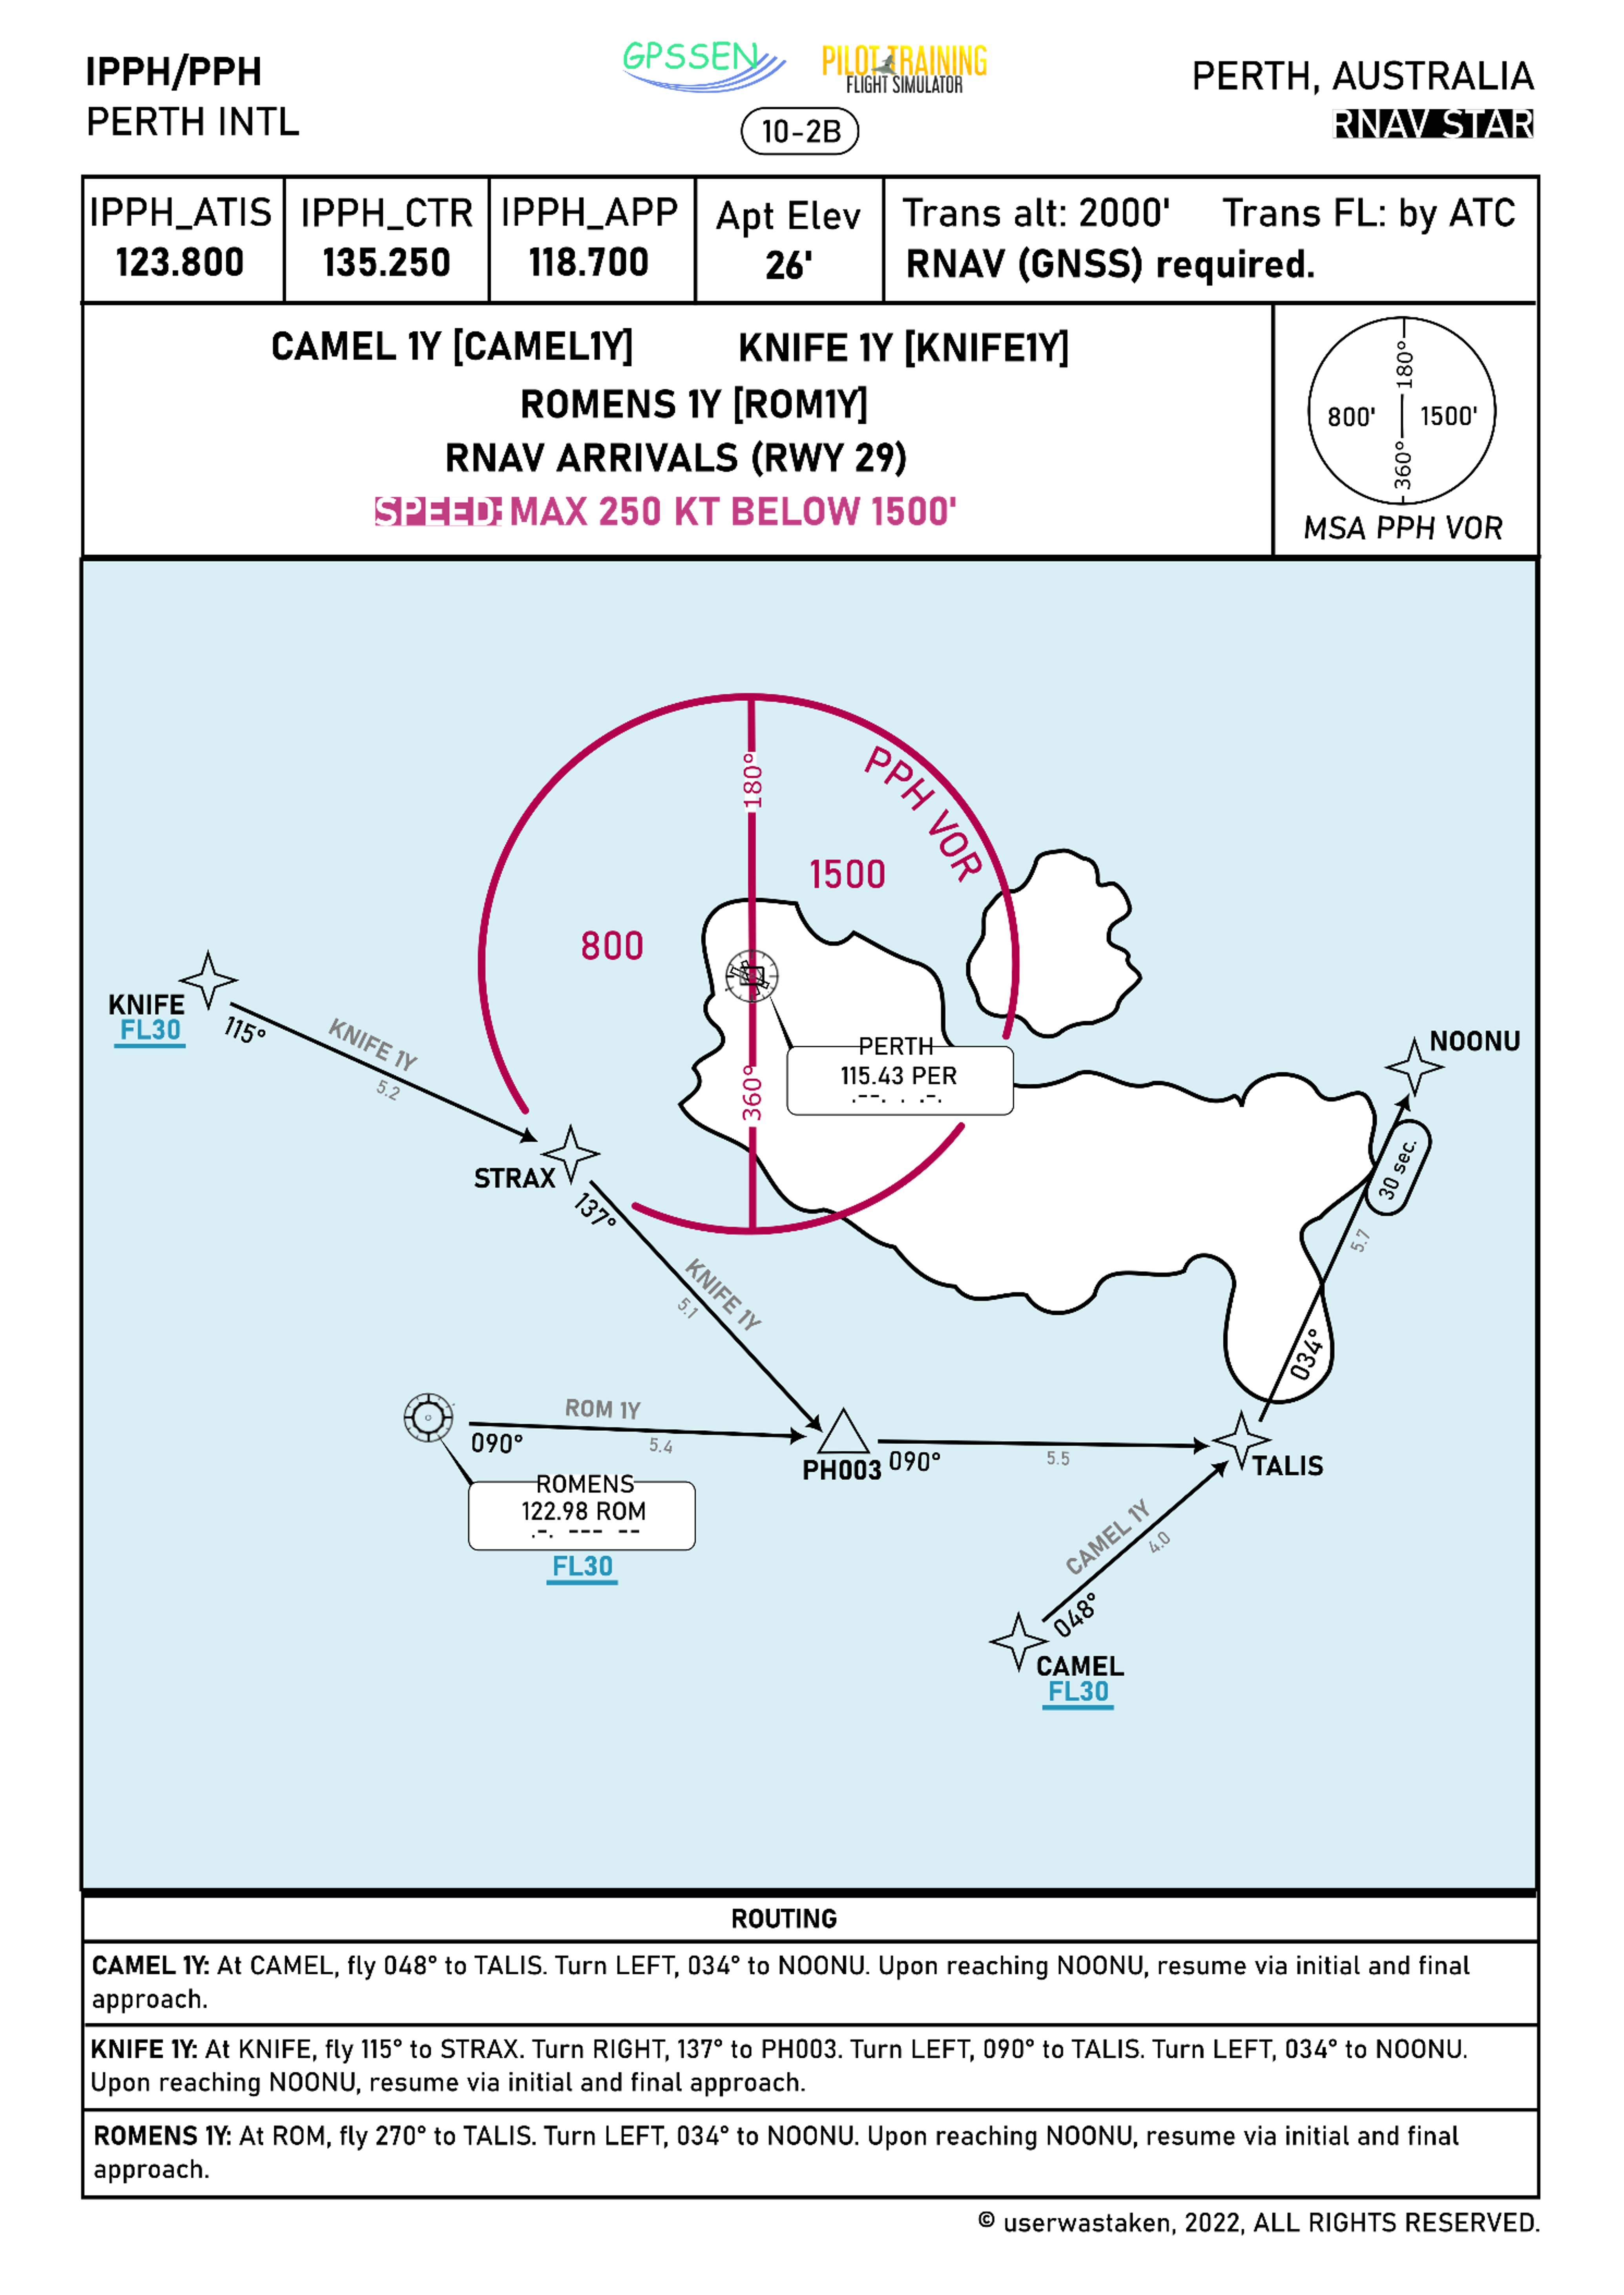 IPPH/PPH
PERTH INTL
GPSSEN
PILOT TRAINING
FLIGHT SIMULATOR
10-2B
PERTH, AUSTRALIA
RNAV STAR
IPPH_ATIS
123.800
IPPH_CTR
135.250
IPPH_APP
118.700
Apt Elev
26'
Trans alt: 2000' Trans FL: by ATC
RNAV (GNSS) required.
CAMEL 1Y [CAMEL1Y] KNIFE 1Y [KNIFE1Y]
ROMENS 1Y [ROM1Y]
RNAV ARRIVALS (RWY 29)
SPEED: MAX 250 KT BELOW 1500'
180°
800' 1500'
360°
MSA PPH VOR
PPH VOR
180°
1500
800
360°
KNIFE
FL30
115°
KNIFE 1Y
5.2
PERTH
115.43 PER
.--. . .-.
NOONU
30 sec.
5.7
034°
STRAX
137°
KNIFE 1Y
5.1
ROM 1Y
090°
5.4
PH003
090°
5.5
TALIS
ROMENS
122.98 ROM
.-. --- --
FL30
CAMEL 1Y
4.0
048°
CAMEL
FL30
ROUTING
CAMEL 1Y: At CAMEL, fly 048° to TALIS. Turn LEFT, 034° to NOONU. Upon reaching NOONU, resume via initial and final
approach.
KNIFE 1Y: At KNIFE, fly 115° to STRAX. Turn RIGHT, 137° to PH003. Turn LEFT, 090° to TALIS. Turn LEFT, 034° to NOONU.
Upon reaching NOONU, resume via initial and final approach.
ROMENS 1Y: At ROM, fly 270° to TALIS. Turn LEFT, 034° to NOONU. Upon reaching NOONU, resume via initial and final
approach.
© userwastaken, 2022, ALL RIGHTS RESERVED.